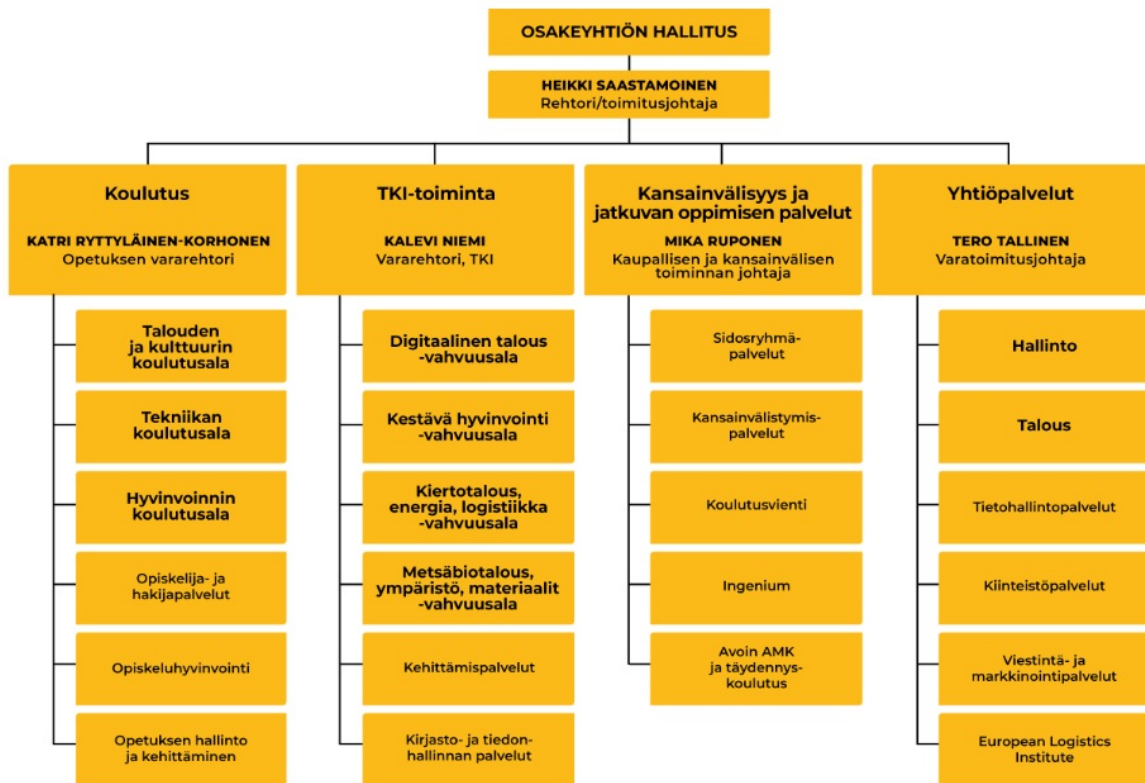 OSAKEYHTIÖN HALLITUS
HEIKKI SAASTAMOINEN
Rehtori/toimitusjohtaja
Koulutus
KATRI RYTTYLÄINEN-KORHONEN
Opetuksen vararehtori
Talouden
ja kulttuurin
koulutusala
Tekniikan
koulutusala
Hyvinvoinnin
koulutusala
Opiskelija- ja
hakijapalvelut
Opiskeluhyvinvointi
Opetuksen hallinto
ja kehittäminen
TKI-toiminta
KALEVI NIEMI
Vararehtori, TKI
Digitaalinen talous
-vahvuusala
Kestävä hyvinvointi
-vahvuusala
Kiertotalous,
energia, logistiikka
-vahvuusala
Metsäbiotalous,
ympäristö, materiaalit
-vahvuusala
Kehittämispalvelut
Kirjasto- ja tiedon-
hallinnan palvelut
Kansainvälisyys ja
jatkuvan oppimisen palvelut
MIKA RUPONEN
Kaupallisen ja kansainvälisen
toiminnan johtaja
Sidosryhmä-
palvelut
Kansainvälistymis-
palvelut
Koulutusvienti
Ingenium
Avoin AMK
ja täydennys-
koulutus
Yhtiöpalvelut
TERO TALLINEN
Varatoimitusjohtaja
Hallinto
Talous
Tietohallintopalvelut
Kiinteistöpalvelut
Viestintä- ja
markkinointipalvelut
European Logistics
Institute